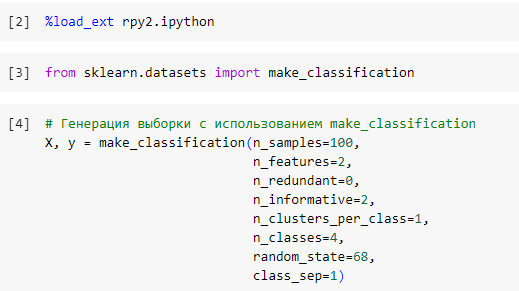 [2] %load_ext rpy2.ipython
[3] from sklearn.datasets import make_classification
[4] # Генерация выборки с использованием make_classification
X, y = make_classification(n_samples=100,
n_features=2,
n_redundant=0,
n_informative=2,
n_clusters_per_class=1,
n_classes=4,
random_state=68,
class_sep=1)